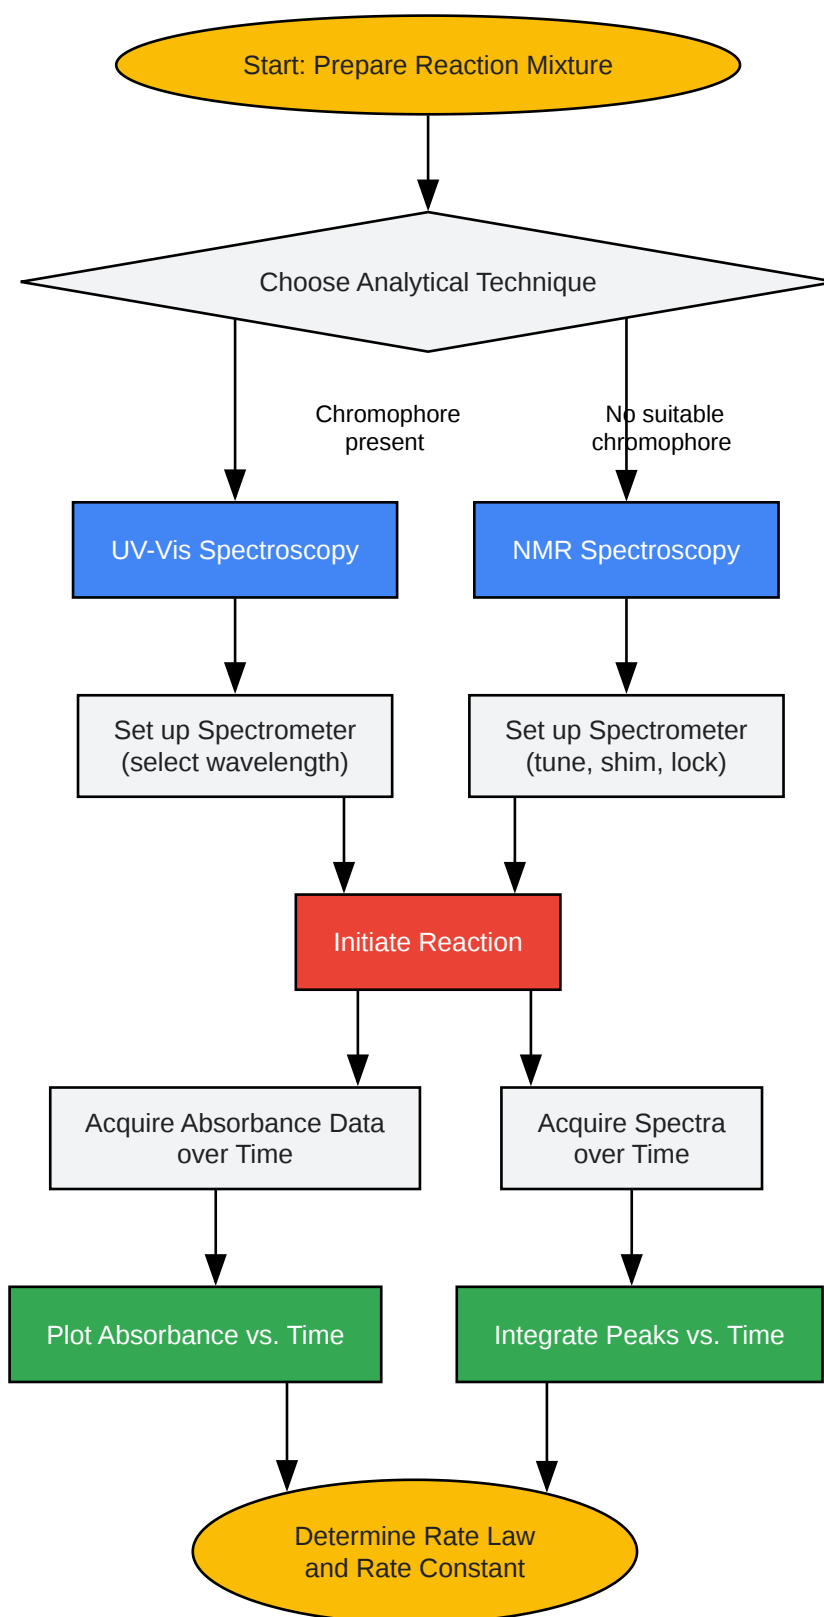 Start: Prepare Reaction Mixture
Choose Analytical Technique
Chromophore
present
No suitable
chromophore
UV-Vis Spectroscopy
NMR Spectroscopy
Set up Spectrometer
(select wavelength)
Set up Spectrometer
(tune, shim, lock)
Initiate Reaction
Acquire Absorbance Data
over Time
Acquire Spectra
over Time
Plot Absorbance vs. Time
Integrate Peaks vs. Time
Determine Rate Law
and Rate Constant